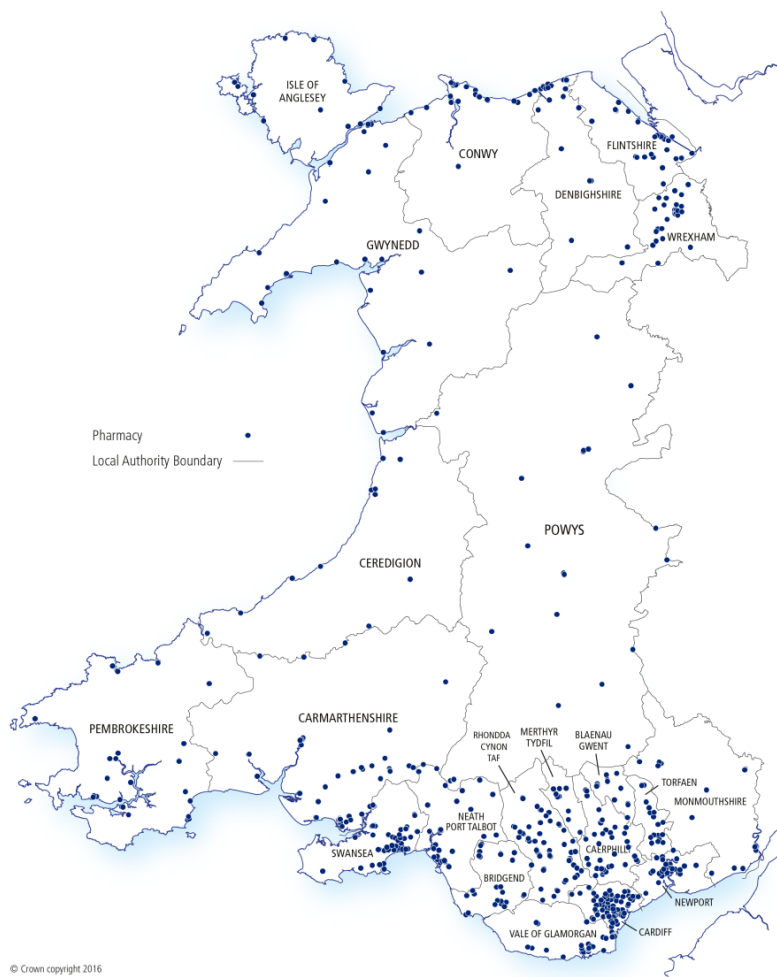 ISLE OF
ANGLESEY
CONWY
FLINTSHIRE
DENBIGHSHIRE
WREXHAM
GWYNEDD
Pharmacy
Local Authority Boundary
POWYS
CEREDIGION
PEMBROKESHIRE
CARMARTHENSHIRE
RHONDDA
CYNON
TAF
MERTHYR
TYDFIL
BLAENAU
GWENT
TORFAEN
MONMOUTHSHIRE
NEATH
PORT TALBOT
SWANSEA
CAERPHILLY
BRIDGEND
NEWPORT
VALE OF GLAMORGAN
CARDIFF
© Crown copyright 2016